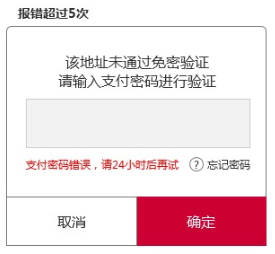 报错超过5次
该地址未通过免密验证
请输入支付密码进行验证
支付密码错误，请24小时后再试 ? 忘记密码
取消 确定